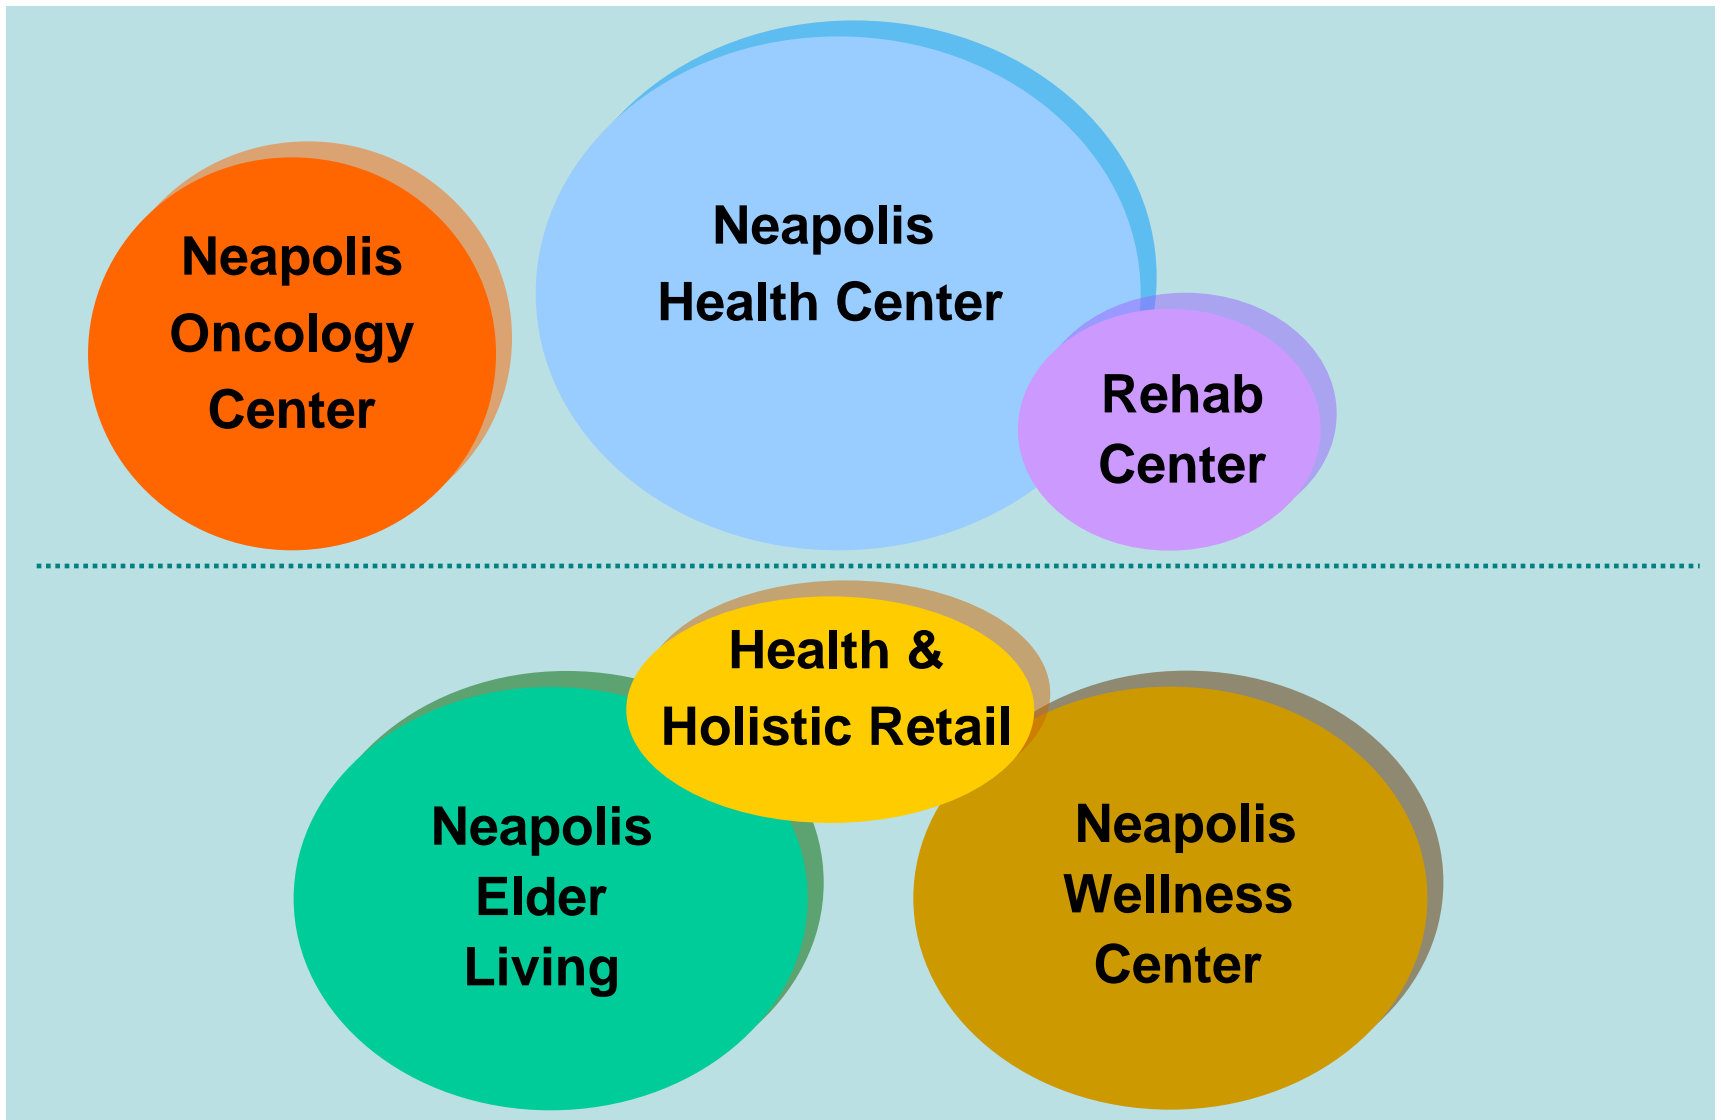 Neapolis
Oncology
Center
Neapolis
Health Center
Rehab
Center
Health &
Holistic Retail
Neapolis
Elder
Living
Neapolis
Wellness
Center